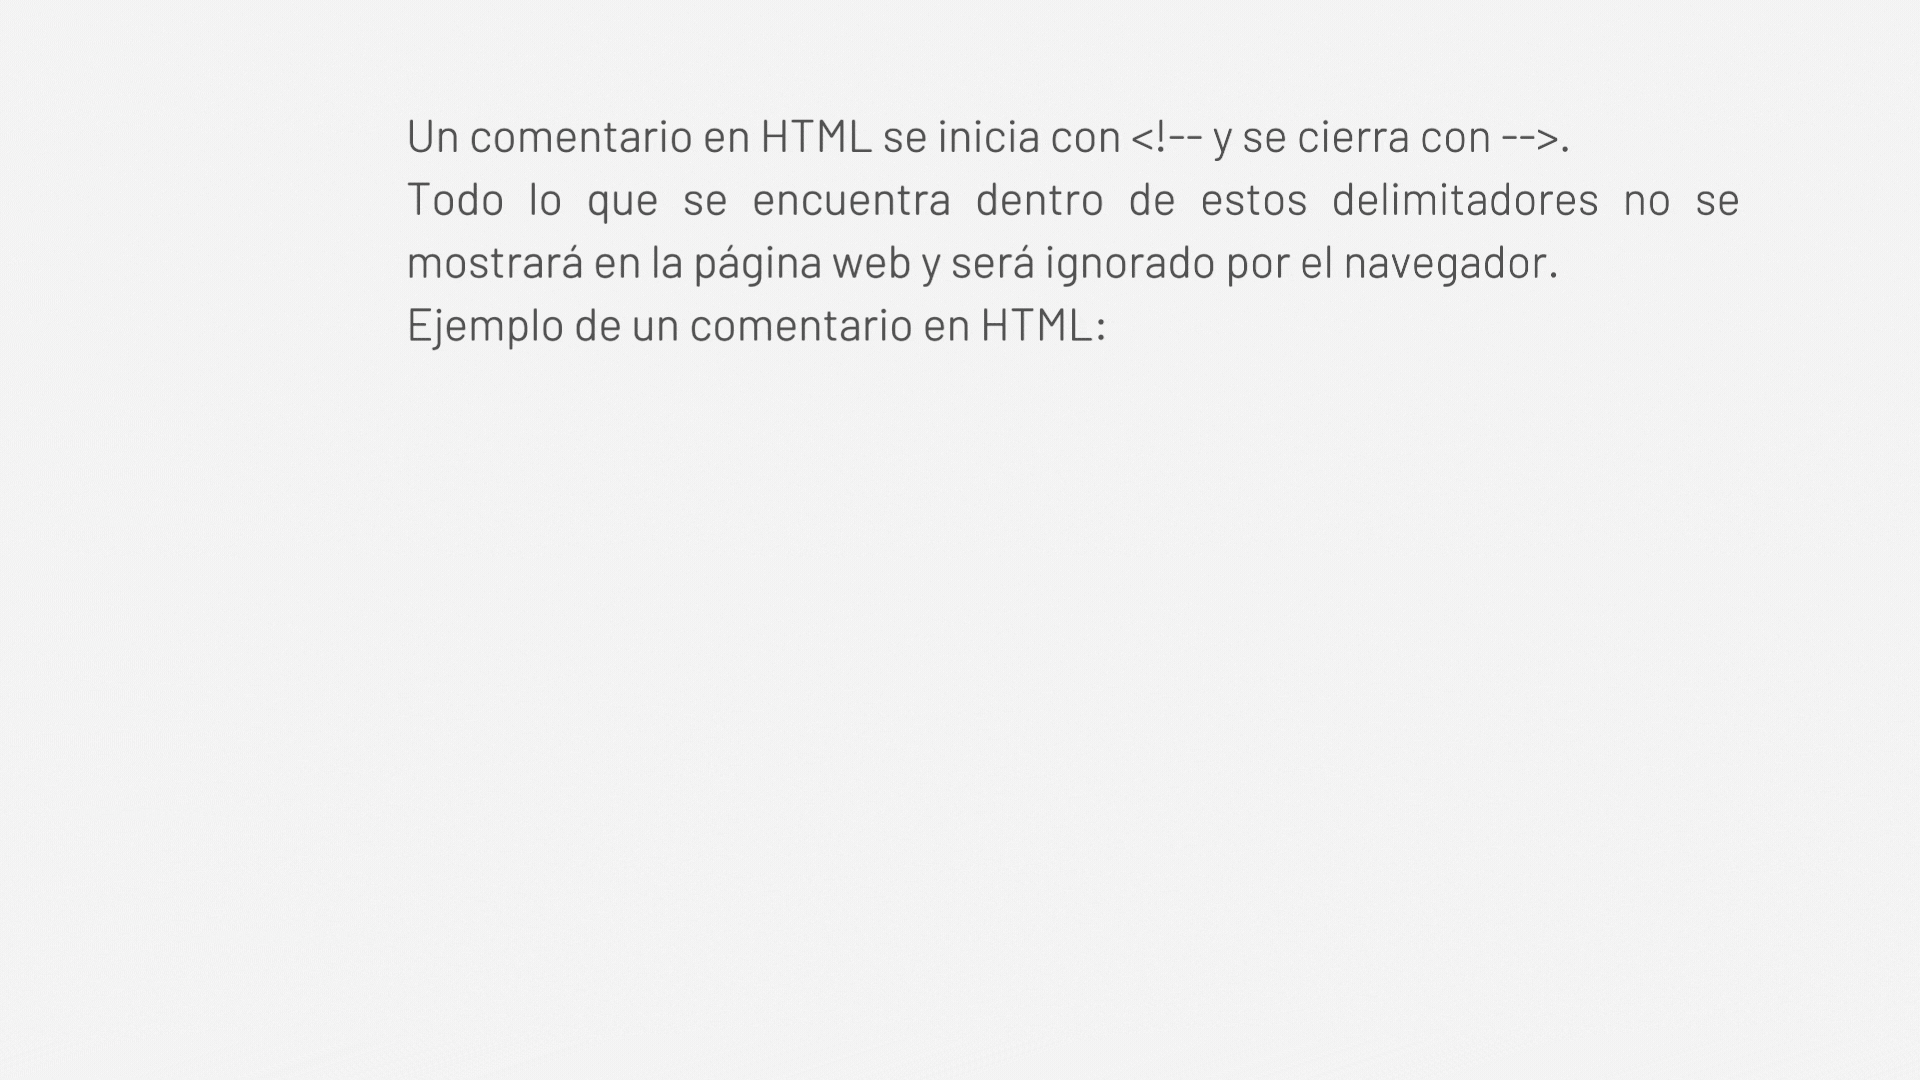 Un comentario en HTML se inicia con <!-- y se cierra con -->.
Todo lo que se encuentra dentro de estos delimitadores no se
mostrará en la página web y será ignorado por el navegador.
Ejemplo de un comentario en HTML: